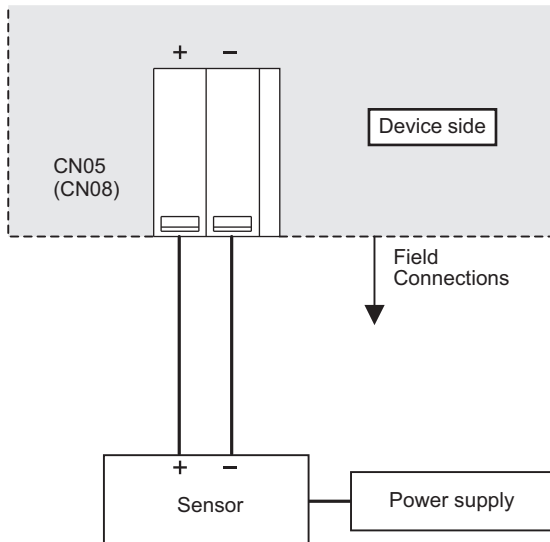 + −
Device side
CN05
(CN08)
Field
Connections
+ −
Sensor
Power supply